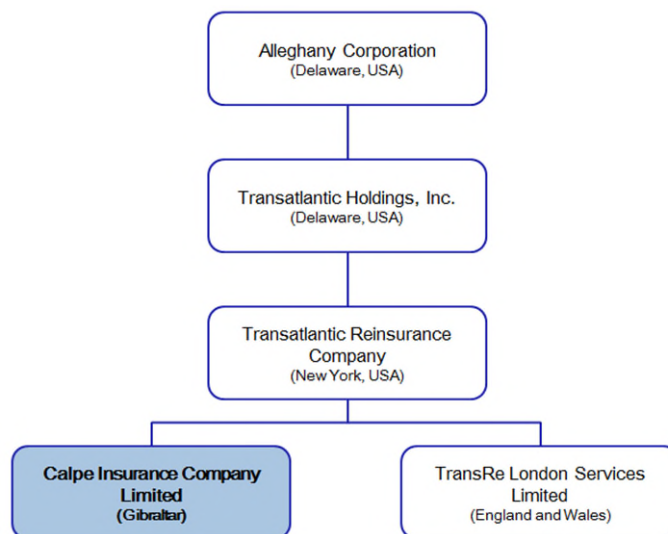 Alleghany Corporation
(Delaware, USA)
Transatlantic Holdings, Inc.
(Delaware, USA)
Transatlantic Reinsurance
Company
(New York, USA)
Calpe Insurance Company
Limited
(Gibraltar)
TransRe London Services
Limited
(England and Wales)